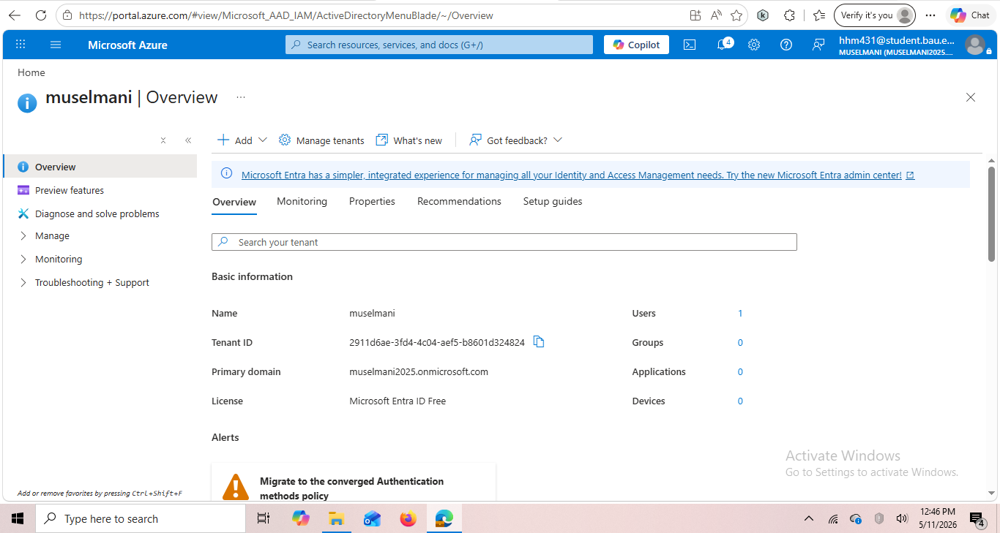 https://portal.azure.com/#view/Microsoft_AAD_IAM/ActiveDirectoryMenuBlade/~/Overview
Verify it's you
Chat
Microsoft Azure
Search resources, services, and docs (G+/)
Copilot
4
hhm431@student.bau.e...
MUSELMANI (MUSELMANI2025....
Home
muselmani | Overview
Add
Manage tenants
What's new
Got feedback?
Overview
Preview features
Diagnose and solve problems
Manage
Monitoring
Troubleshooting + Support
Add or remove favorites by pressing Ctrl+Shift+F
Microsoft Entra has a simpler, integrated experience for managing all your Identity and Access Management needs. Try the new Microsoft Entra admin center!
Overview Monitoring Properties Recommendations Setup guides
Search your tenant
Basic information
Name muselmani Users 1
Tenant ID 2911d6ae-3fd4-4c04-aef5-b8601d324824 Groups 0
Primary domain muselmani2025.onmicrosoft.com Applications 0
License Microsoft Entra ID Free Devices 0
Alerts
Migrate to the converged Authentication
methods policy
Activate Windows
Go to Settings to activate Windows.
Type here to search
12:46 PM
5/11/2026
4